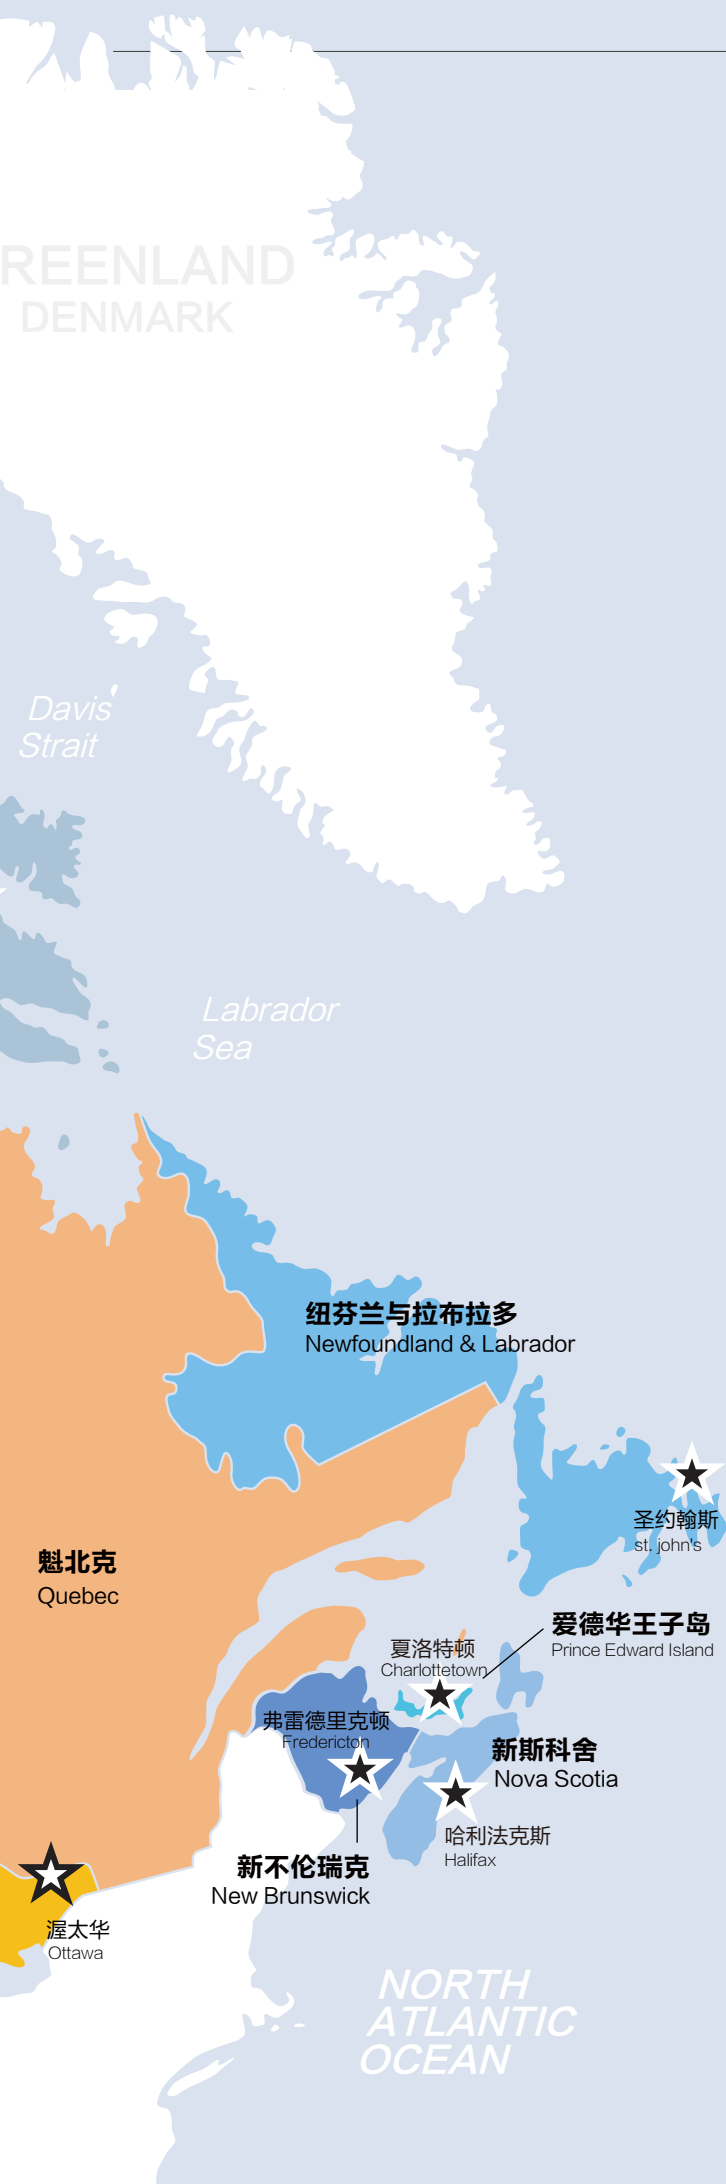 REENLAND
DENMARK
Davis
Strait
Labrador
Sea
纽芬兰与拉布拉多
Newfoundland & Labrador
圣约翰斯
st. john's
魁北克
Quebec
爱德华王子岛
Prince Edward Island
夏洛特顿
Charlottetown
弗雷德里克顿
Fredericton
新斯科舍
Nova Scotia
哈利法克斯
Halifax
新不伦瑞克
New Brunswick
渥太华
Ottawa
NORTH
ATLANTIC
OCEAN